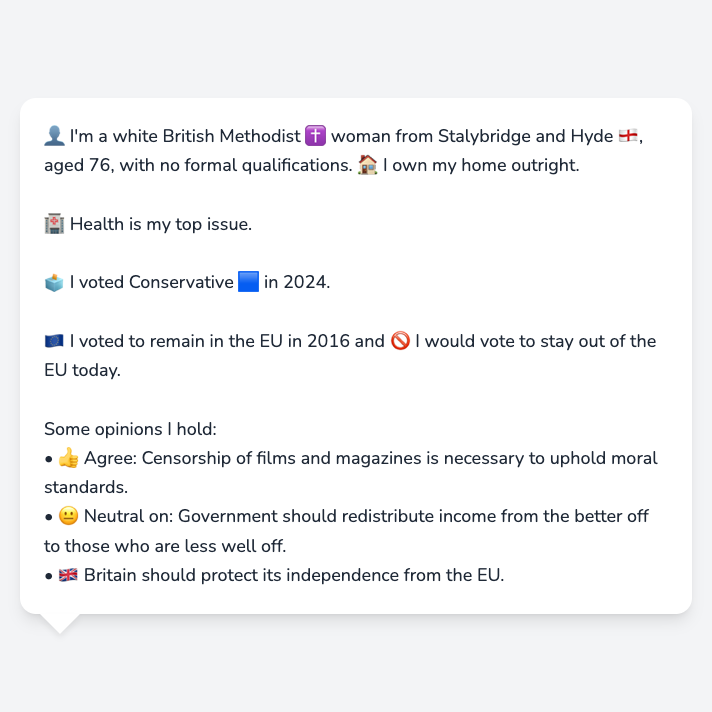 👤 I'm a white British Methodist ✝️ woman from Stalybridge and Hyde 🏴󠁧󠁢󠁥󠁮󠁧󠁿,
aged 76, with no formal qualifications. 🏠 I own my home outright.
🏥 Health is my top issue.
🗳️ I voted Conservative 🟦 in 2024.
🇪🇺 I voted to remain in the EU in 2016 and 🚫 I would vote to stay out of the
EU today.
Some opinions I hold:
• 👍 Agree: Censorship of films and magazines is necessary to uphold moral
standards.
• 😐 Neutral on: Government should redistribute income from the better off
to those who are less well off.
• 🇬🇧 Britain should protect its independence from the EU.